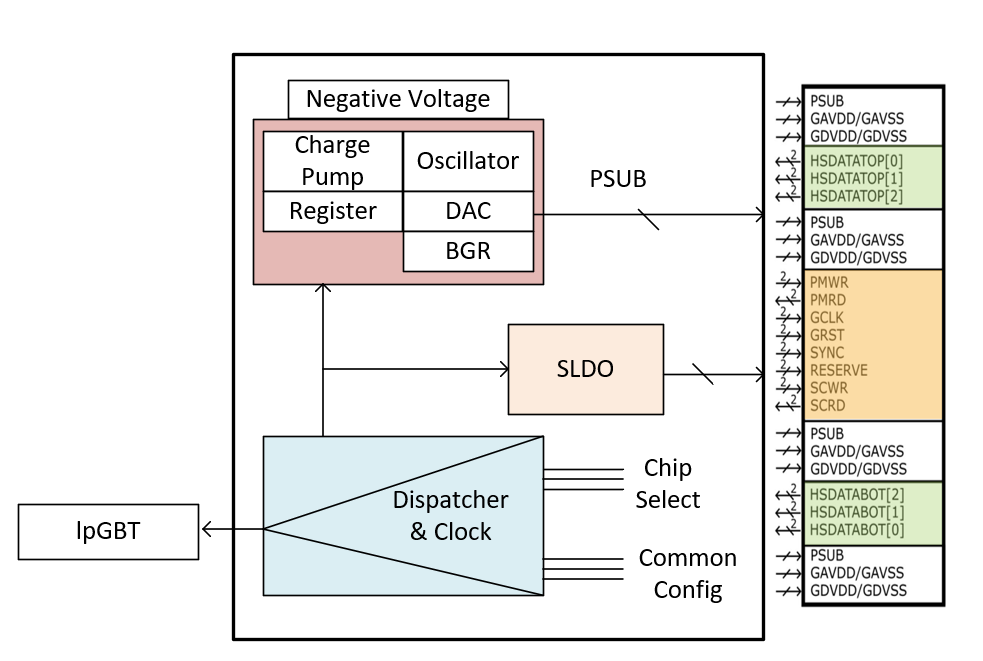 Negative Voltage
Charge
Pump
Oscillator
Register
DAC
BGR
PSUB
SLDO
Dispatcher
& Clock
Chip
Select
Common
Config
lpGBT
PSUB
GAVDD/GAVSS
GDVDD/GDVSS
2 HSDATATOP[0]
2 HSDATATOP[1]
2 HSDATATOP[2]
PSUB
GAVDD/GAVSS
GDVDD/GDVSS
2 PMWR
2 PMRD
2 GCLK
2 GRST
2 SYNC
2 RESERVE
2 SCWR
2 SCRD
PSUB
GAVDD/GAVSS
GDVDD/GDVSS
2 HSDATABOT[2]
2 HSDATABOT[1]
2 HSDATABOT[0]
PSUB
GAVDD/GAVSS
GDVDD/GDVSS